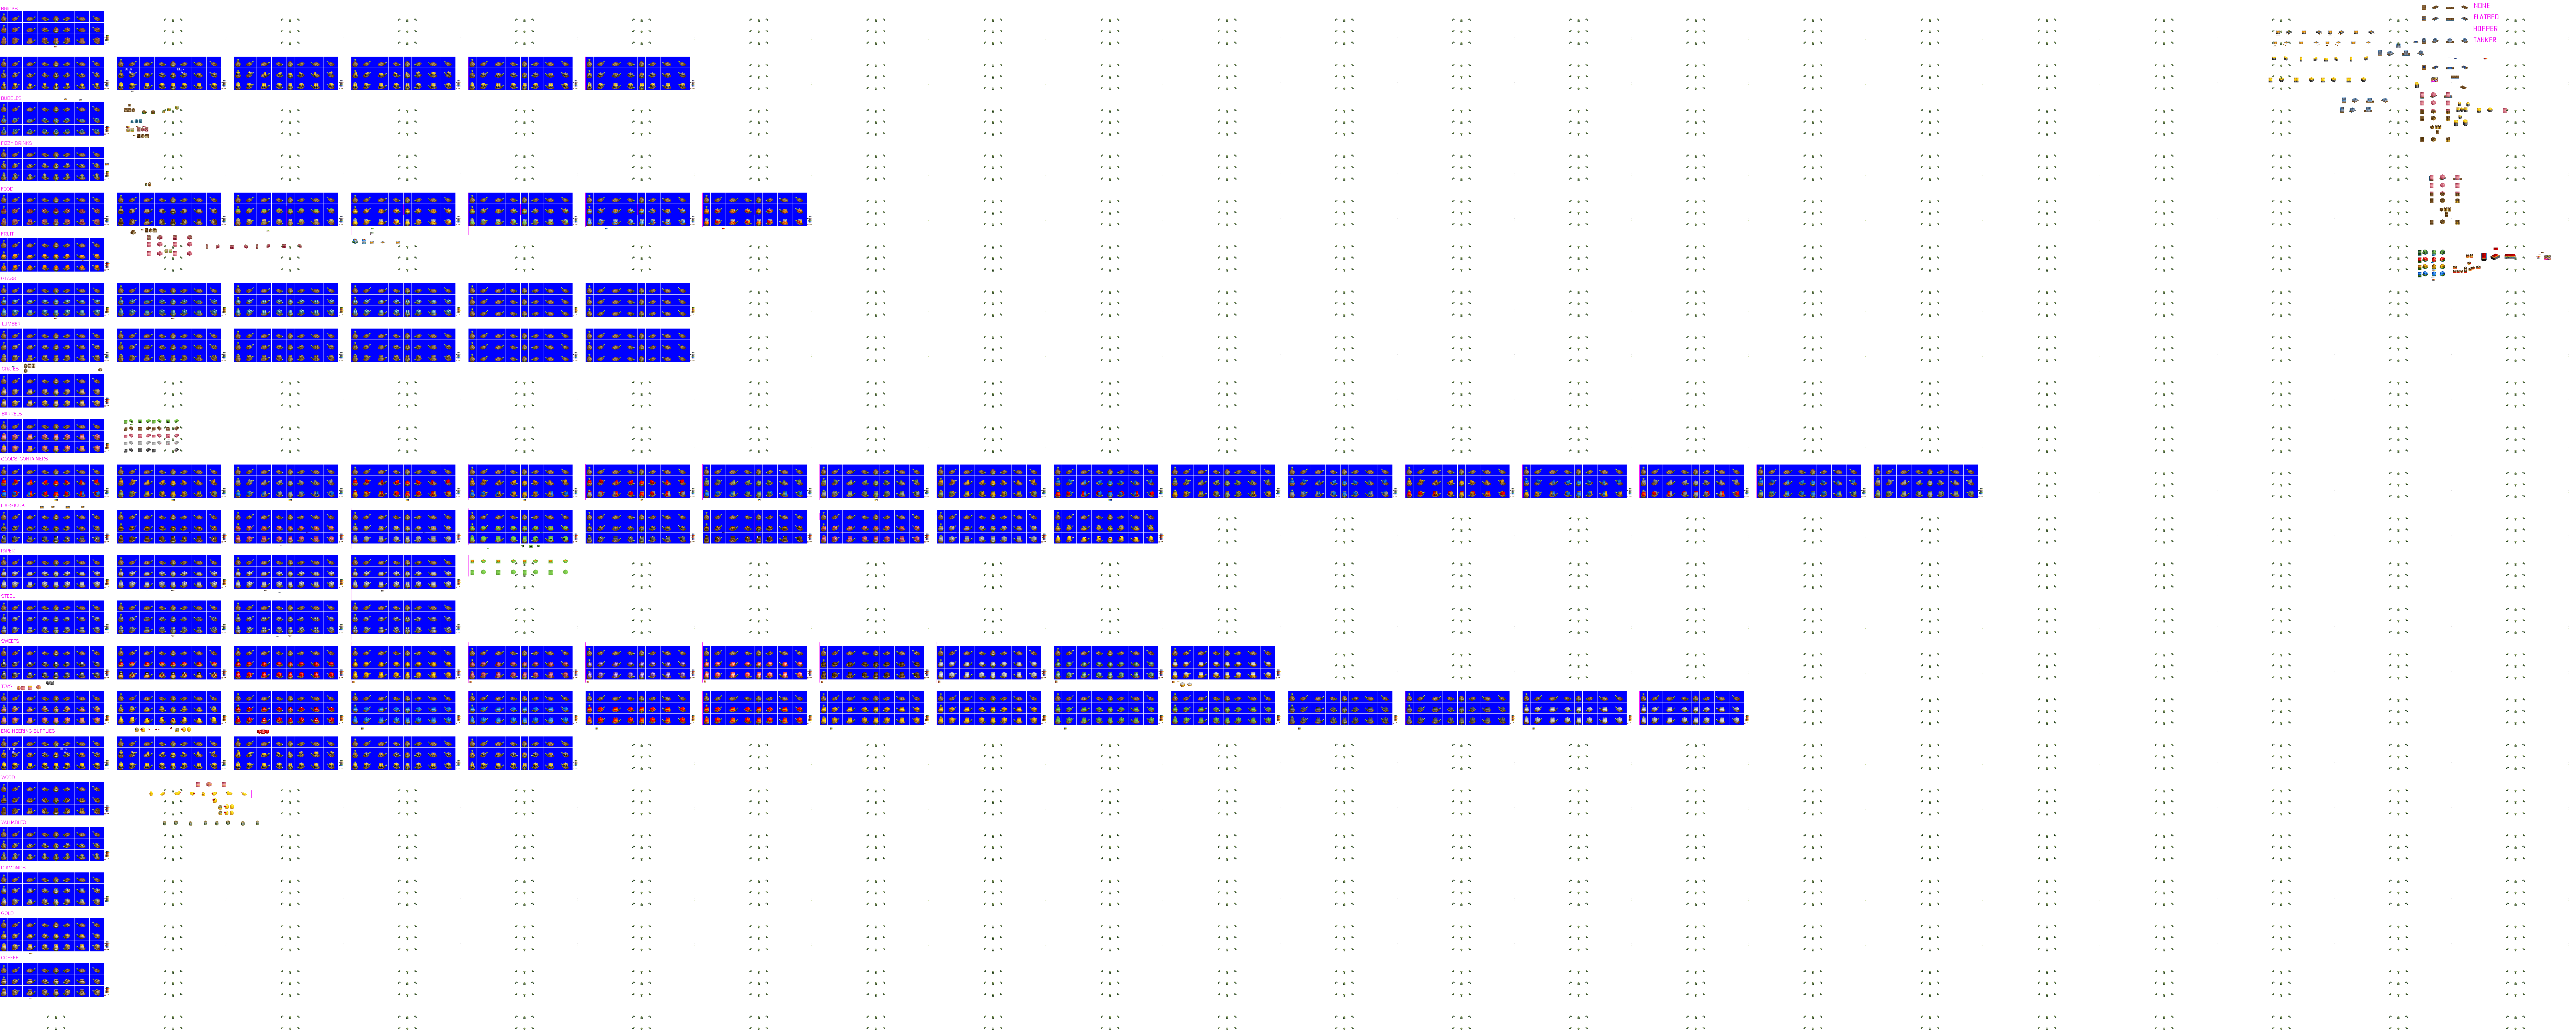 BRICKS
BUBBLES
FIZZY DRINKS
FOOD
FRUIT
GLASS
LUMBER
CRATES
BARRELS
GOODS CONTAINERS
LIVESTOCK
PAPER
STEEL
SWEETS
TOYS
ENGINEERING SUPPLIES
WOOD
VALUABLES
DIAMONDS
GOLD
COFFEE
NONE
FLATBED
HOPPER
TANKER